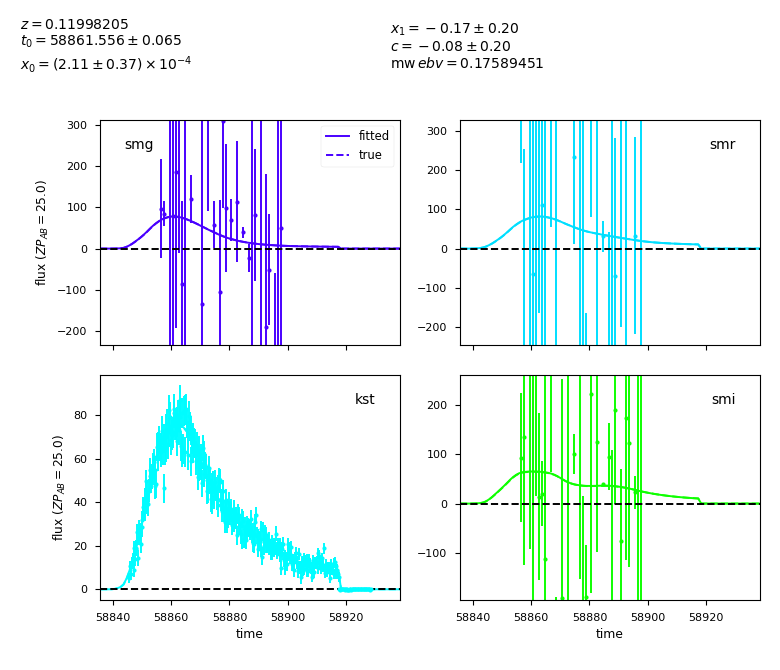 z = 0.11998205
t₀ = 58861.556 ± 0.065
x₀ = (2.11 ± 0.37) × 10⁻⁴
x₁ = −0.17 ± 0.20
c = −0.08 ± 0.20
mw ebv = 0.17589451
smg
fitted
true
300
200
100
0
−100
−200
flux (ZP_AB = 25.0)
smr
300
200
100
0
−100
−200
kst
80
60
40
20
0
flux (ZP_AB = 25.0)
58840 58860 58880 58900 58920
time
smi
200
100
0
−100
58840 58860 58880 58900 58920
time